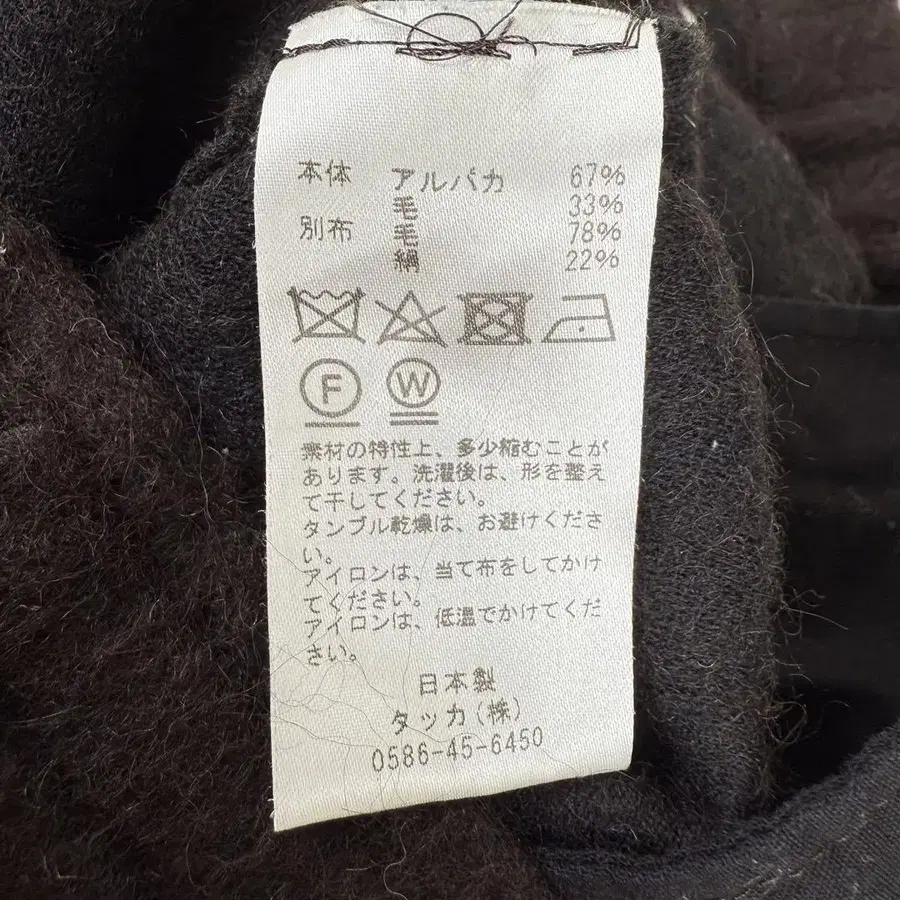 本体 アルパカ 67%
毛 33%
別布 毛 78%
絹 22%
F W
素材の特性上、多少縮むことが
あります。洗濯後は、形を整え
て干してください。
タンブル乾燥は、お避けくださ
い。
アイロンは、当て布をしてかけ
てください。
アイロンは、低温でかけてくだ
さい。
日本製
タッカ(株)
0586-45-6450